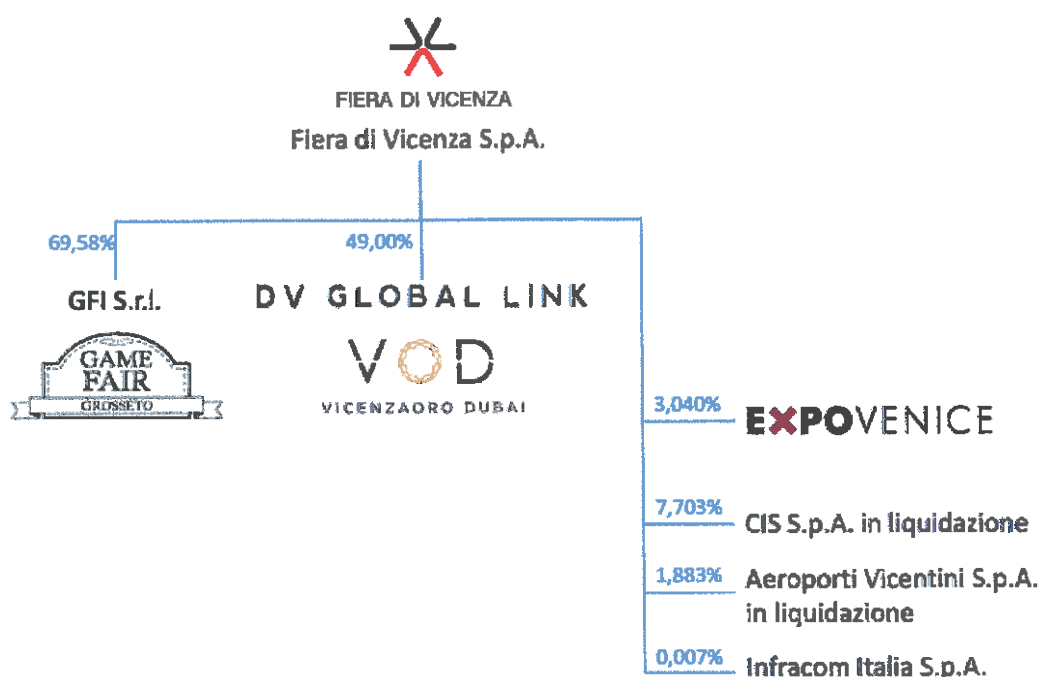 FIERA DI VICENZA
Fiera di Vicenza S.p.A.
69,58%
49,00%
GFI S.r.l.
DV GLOBAL LINK
GAME
FAIR
GROSSETO
VOD
VICENZAORO DUBAI
3,040%
EXPOVENICE
7,703%
CIS S.p.A. in liquidazione
1,883%
Aeroporti Vicentini S.p.A.
in liquidazione
0,007%
Infracom Italia S.p.A.